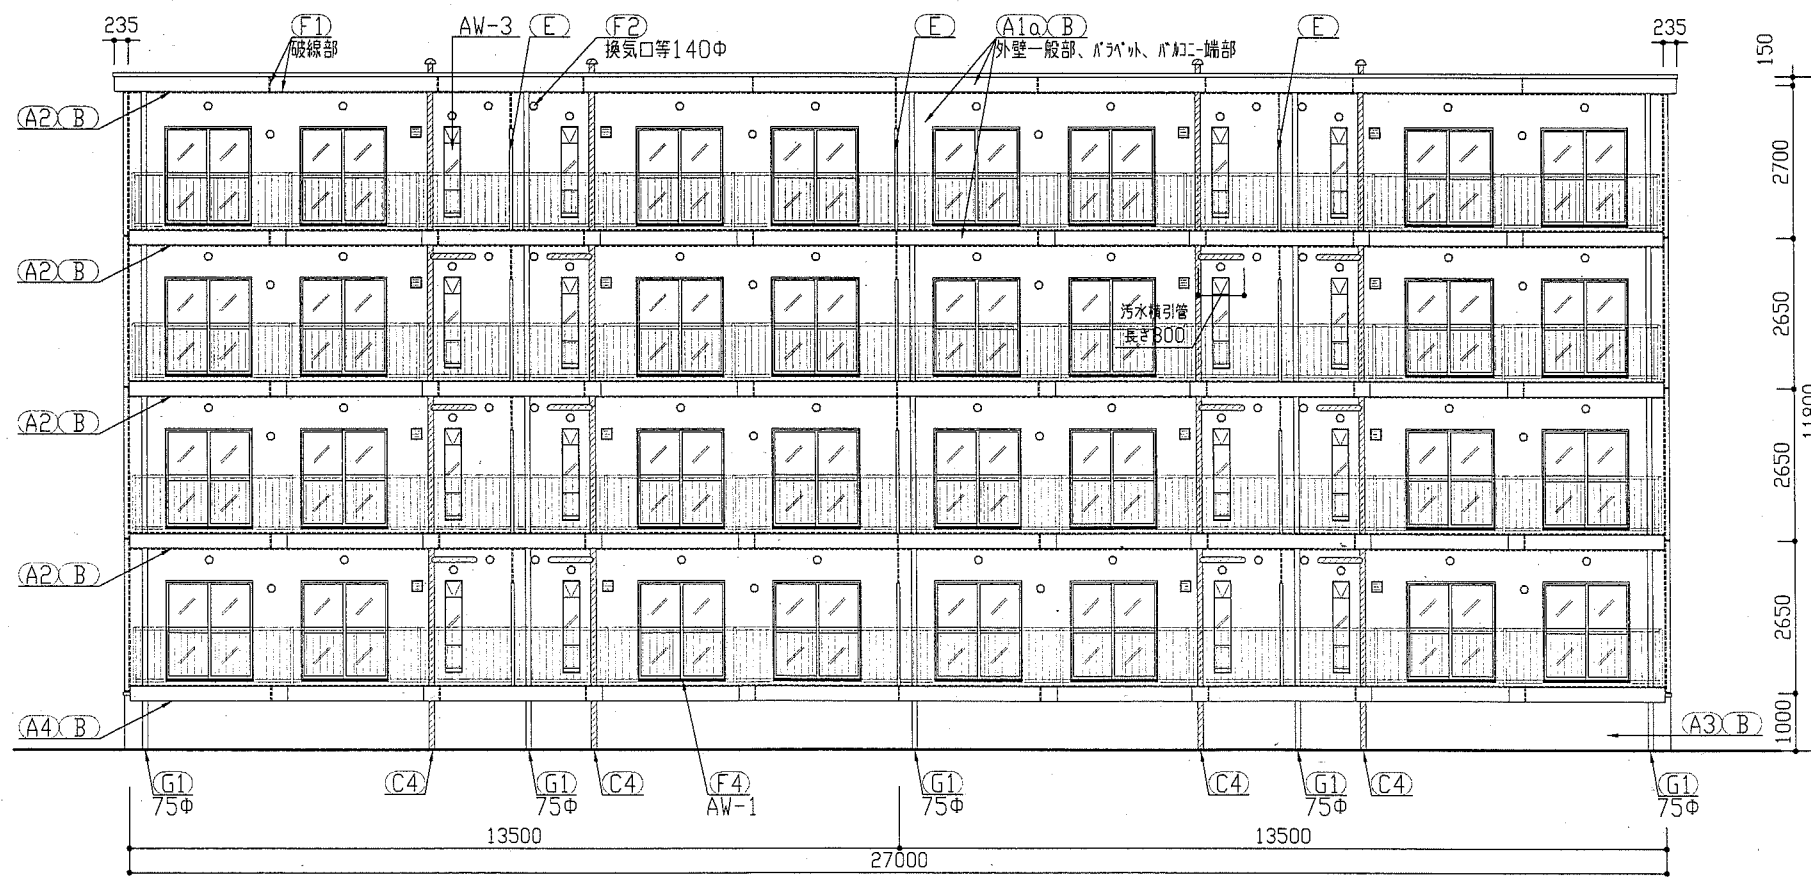 235
F1
破線部
AW-3
E
F2
換気口等140Φ
E
A1a B
外壁一般部、パラペット、バルコニー端部
E
235
150
A2 B
2700
A2 B
汚水横引管
長さ800
2650
11800
A2 B
2650
A2 B
2650
A4 B
A3 B
1000
G1
75Φ
C4
G1
75Φ
C4
F4
AW-1
G1
75Φ
C4
G1
75Φ
C4
G1
75Φ
13500
13500
27000